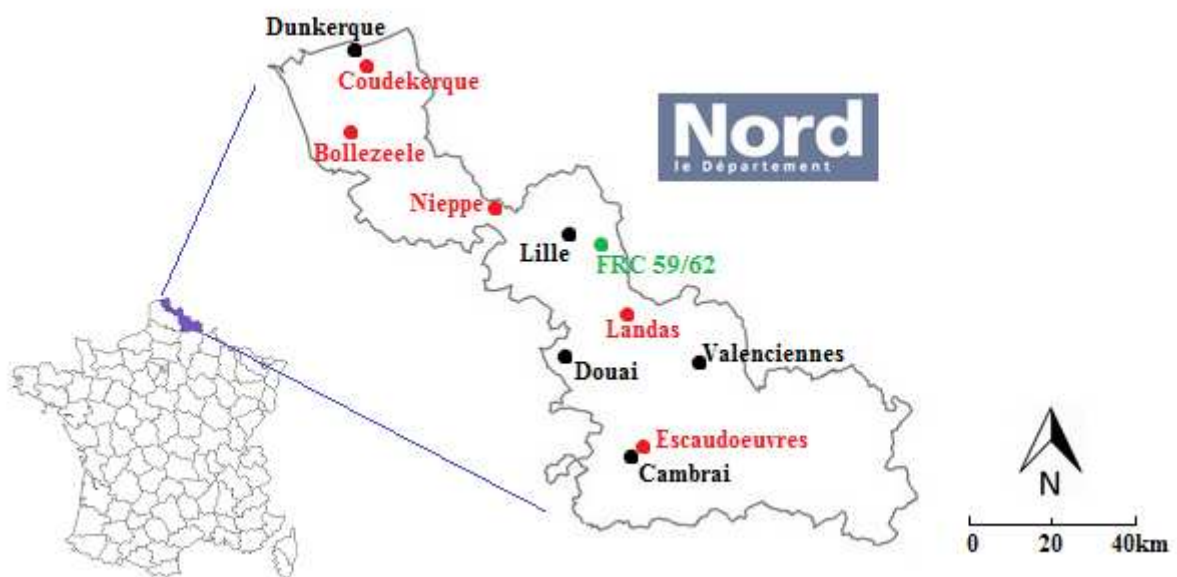 Dunkerque
Coudekerque
Bollezeele
Nord
le Département
Nieppe
Lille
FRC 59/62
Landas
Douai
Valenciennes
Escaudoeuvres
Cambrai
N
0 20 40km